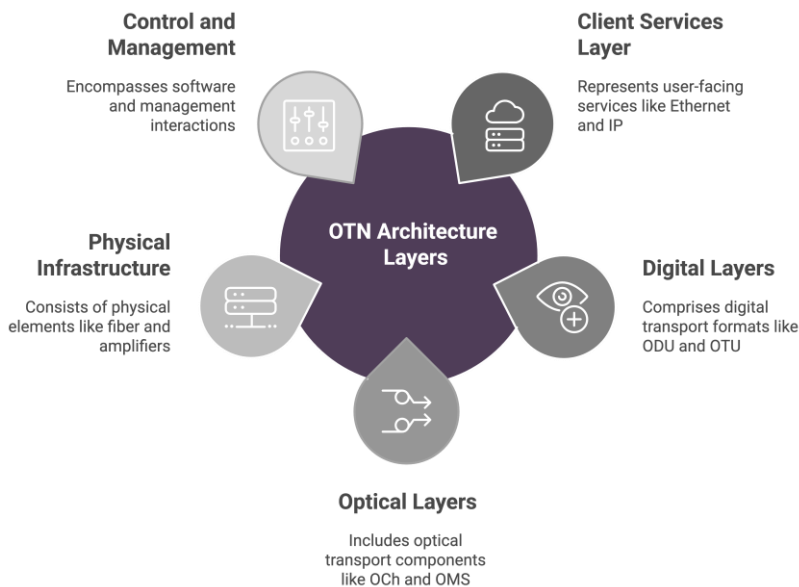 Control and
Management
Encompasses software
and management
interactions
Client Services
Layer
Represents user-facing
services like Ethernet
and IP
OTN Architecture
Layers
Physical
Infrastructure
Consists of physical
elements like fiber and
amplifiers
Digital Layers
Comprises digital
transport formats like
ODU and OTU
Optical Layers
Includes optical
transport components
like OCh and OMS